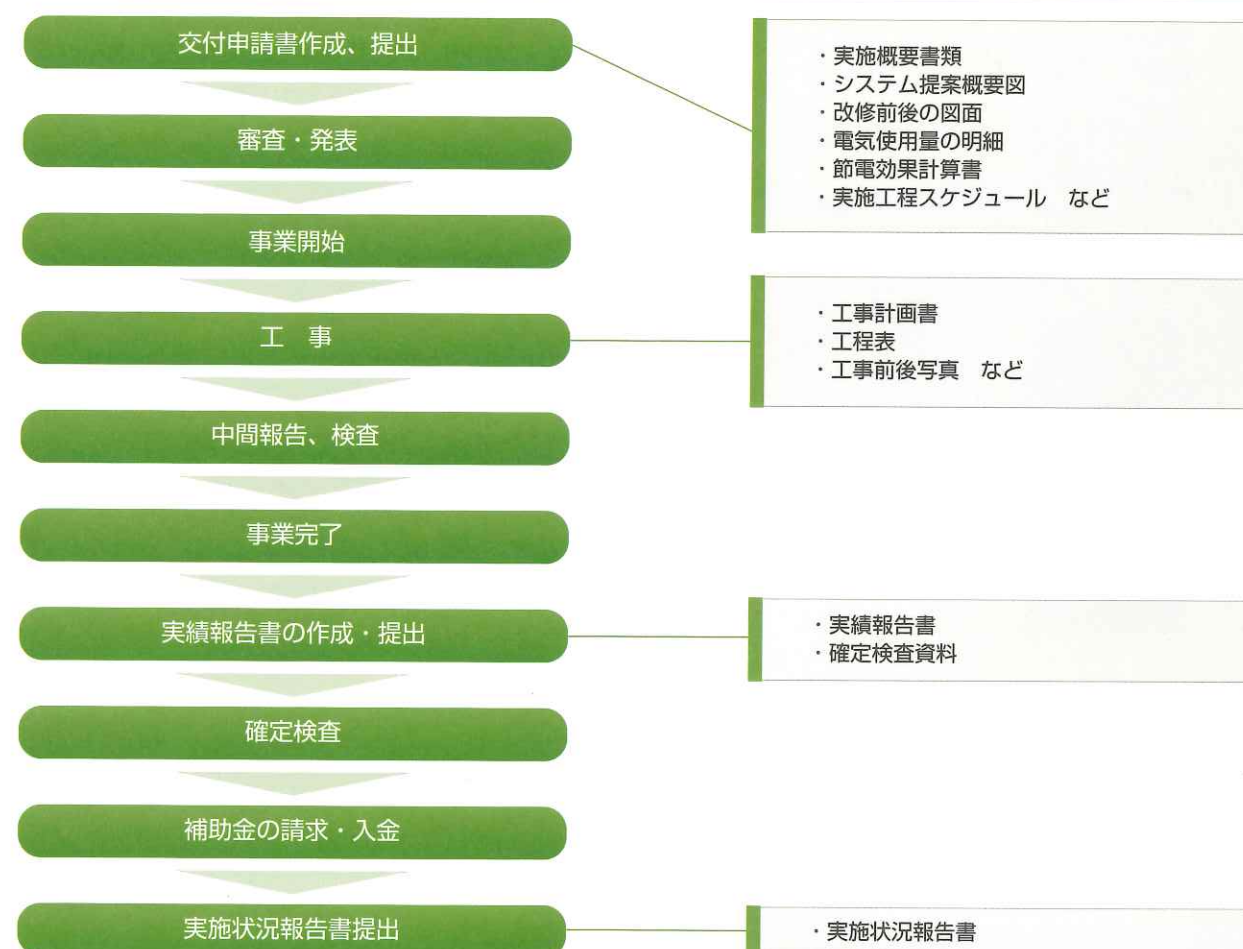 交付申請書作成、提出
・実施概要書類
・システム提案概要図
・改修前後の図面
・電気使用量の明細
・節電効果計算書
・実施工程スケジュール　など
審査・発表
事業開始
工　事
・工事計画書
・工程表
・工事前後写真　など
中間報告、検査
事業完了
実績報告書の作成・提出
・実績報告書
・確定検査資料
確定検査
補助金の請求・入金
実施状況報告書提出
・実施状況報告書